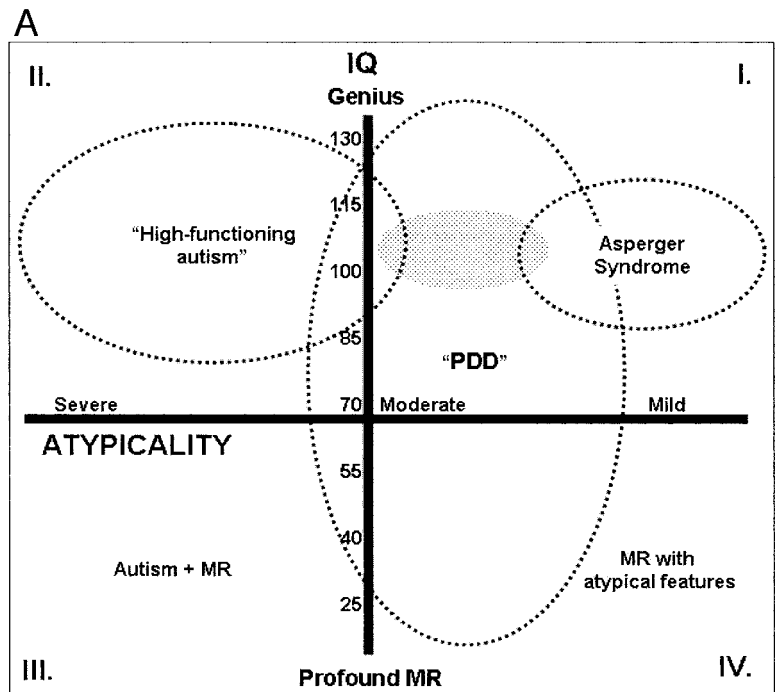 A
II.
IQ
I.
Genius
130
115
"High-functioning
autism"
Asperger
Syndrome
100
85
"PDD"
Severe
70
Moderate
Mild
ATYPICALITY
55
40
Autism + MR
MR with
atypical features
25
III.
Profound MR
IV.